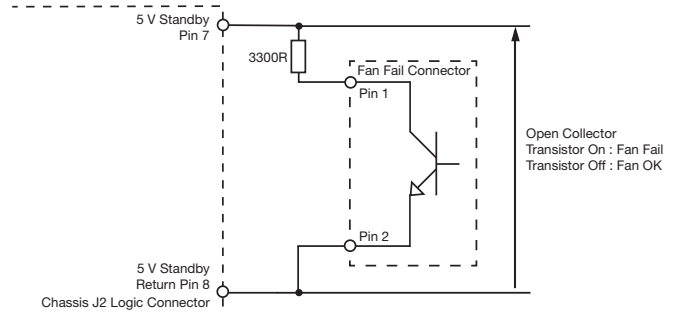 5 V Standby
Pin 7
3300R
Fan Fail Connector
Pin 1
Open Collector
Transistor On : Fan Fail
Transistor Off : Fan OK
Pin 2
5 V Standby
Return Pin 8
Chassis J2 Logic Connector